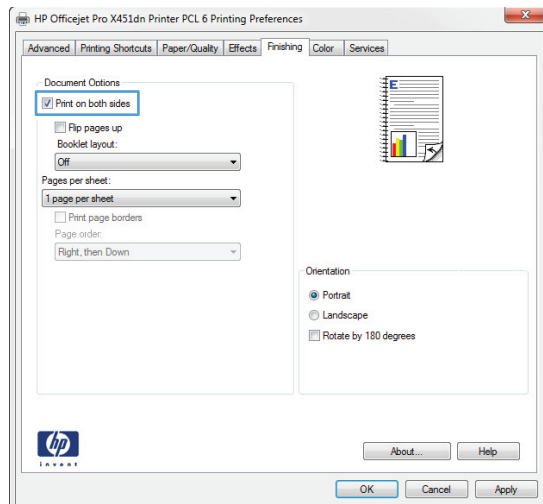 HP Officejet Pro X451dn Printer PCL 6 Printing Preferences
Advanced Printing Shortcuts Paper/Quality Effects Finishing Color Services
Document Options
Print on both sides
Flip pages up
Booklet layout:
Off
Pages per sheet:
1 page per sheet
Print page borders
Page order:
Right, then Down
E
Orientation
Portrait
Landscape
Rotate by 180 degrees
hp
invent
About... Help
OK Cancel Apply